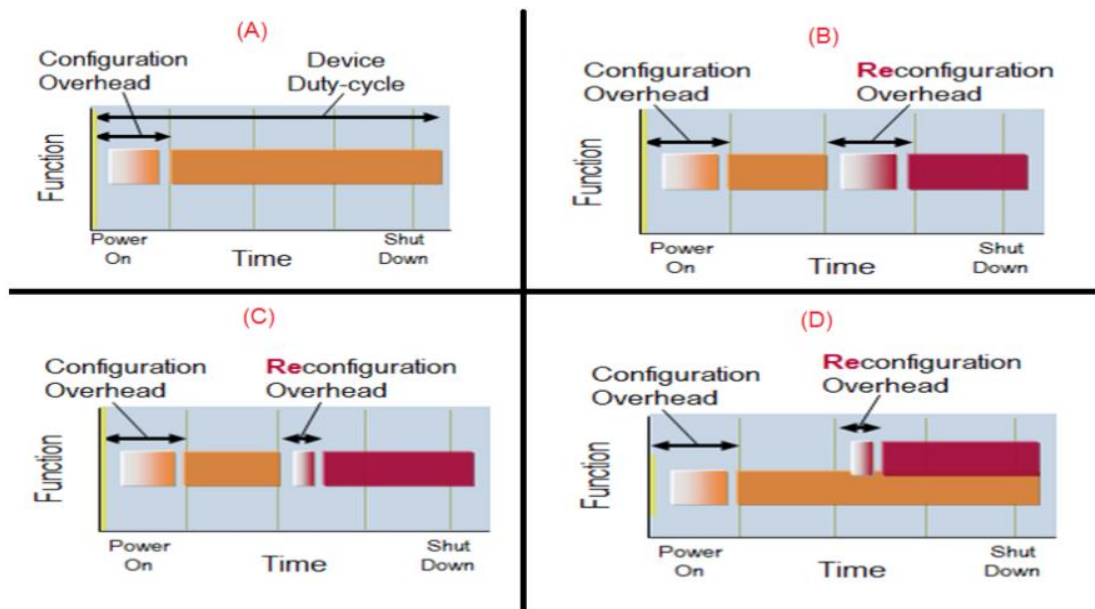 (A)
Configuration
Overhead
Device
Duty-cycle
Function
Power
On
Time
Shut
Down
(B)
Configuration
Overhead
Reconfiguration
Overhead
Function
Power
On
Time
Shut
Down
(C)
Configuration
Overhead
Reconfiguration
Overhead
Function
Power
On
Time
Shut
Down
(D)
Configuration
Overhead
Reconfiguration
Overhead
Function
Power
On
Time
Shut
Down